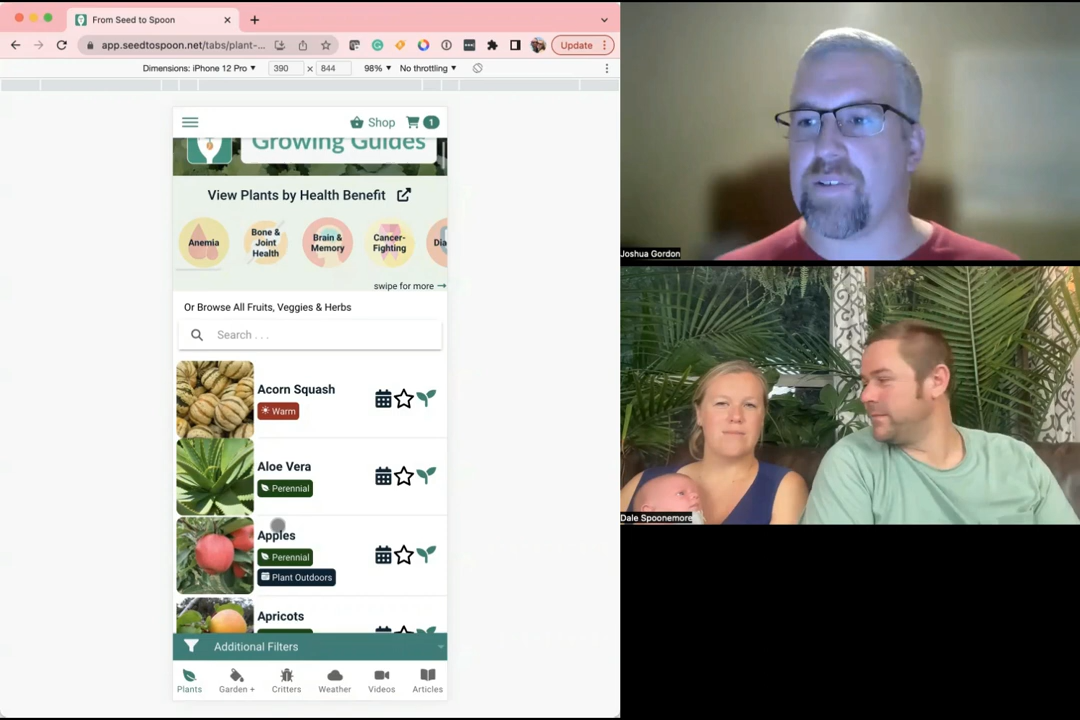 From Seed to Spoon
app.seedtospoon.net/tabs/plant-...
Update
Dimensions: iPhone 12 Pro
390 x 844
98%
No throttling
Shop
1
Growing Guides
View Plants by Health Benefit
Anemia
Bone &
Joint
Health
Brain &
Memory
Cancer-
Fighting
swipe for more →
Or Browse All Fruits, Veggies & Herbs
Search . . .
Acorn Squash
Warm
Aloe Vera
Perennial
Apples
Perennial
Plant Outdoors
Apricots
Additional Filters
Plants
Garden +
Critters
Weather
Videos
Articles
Joshua Gordon
Dale Spoonemore